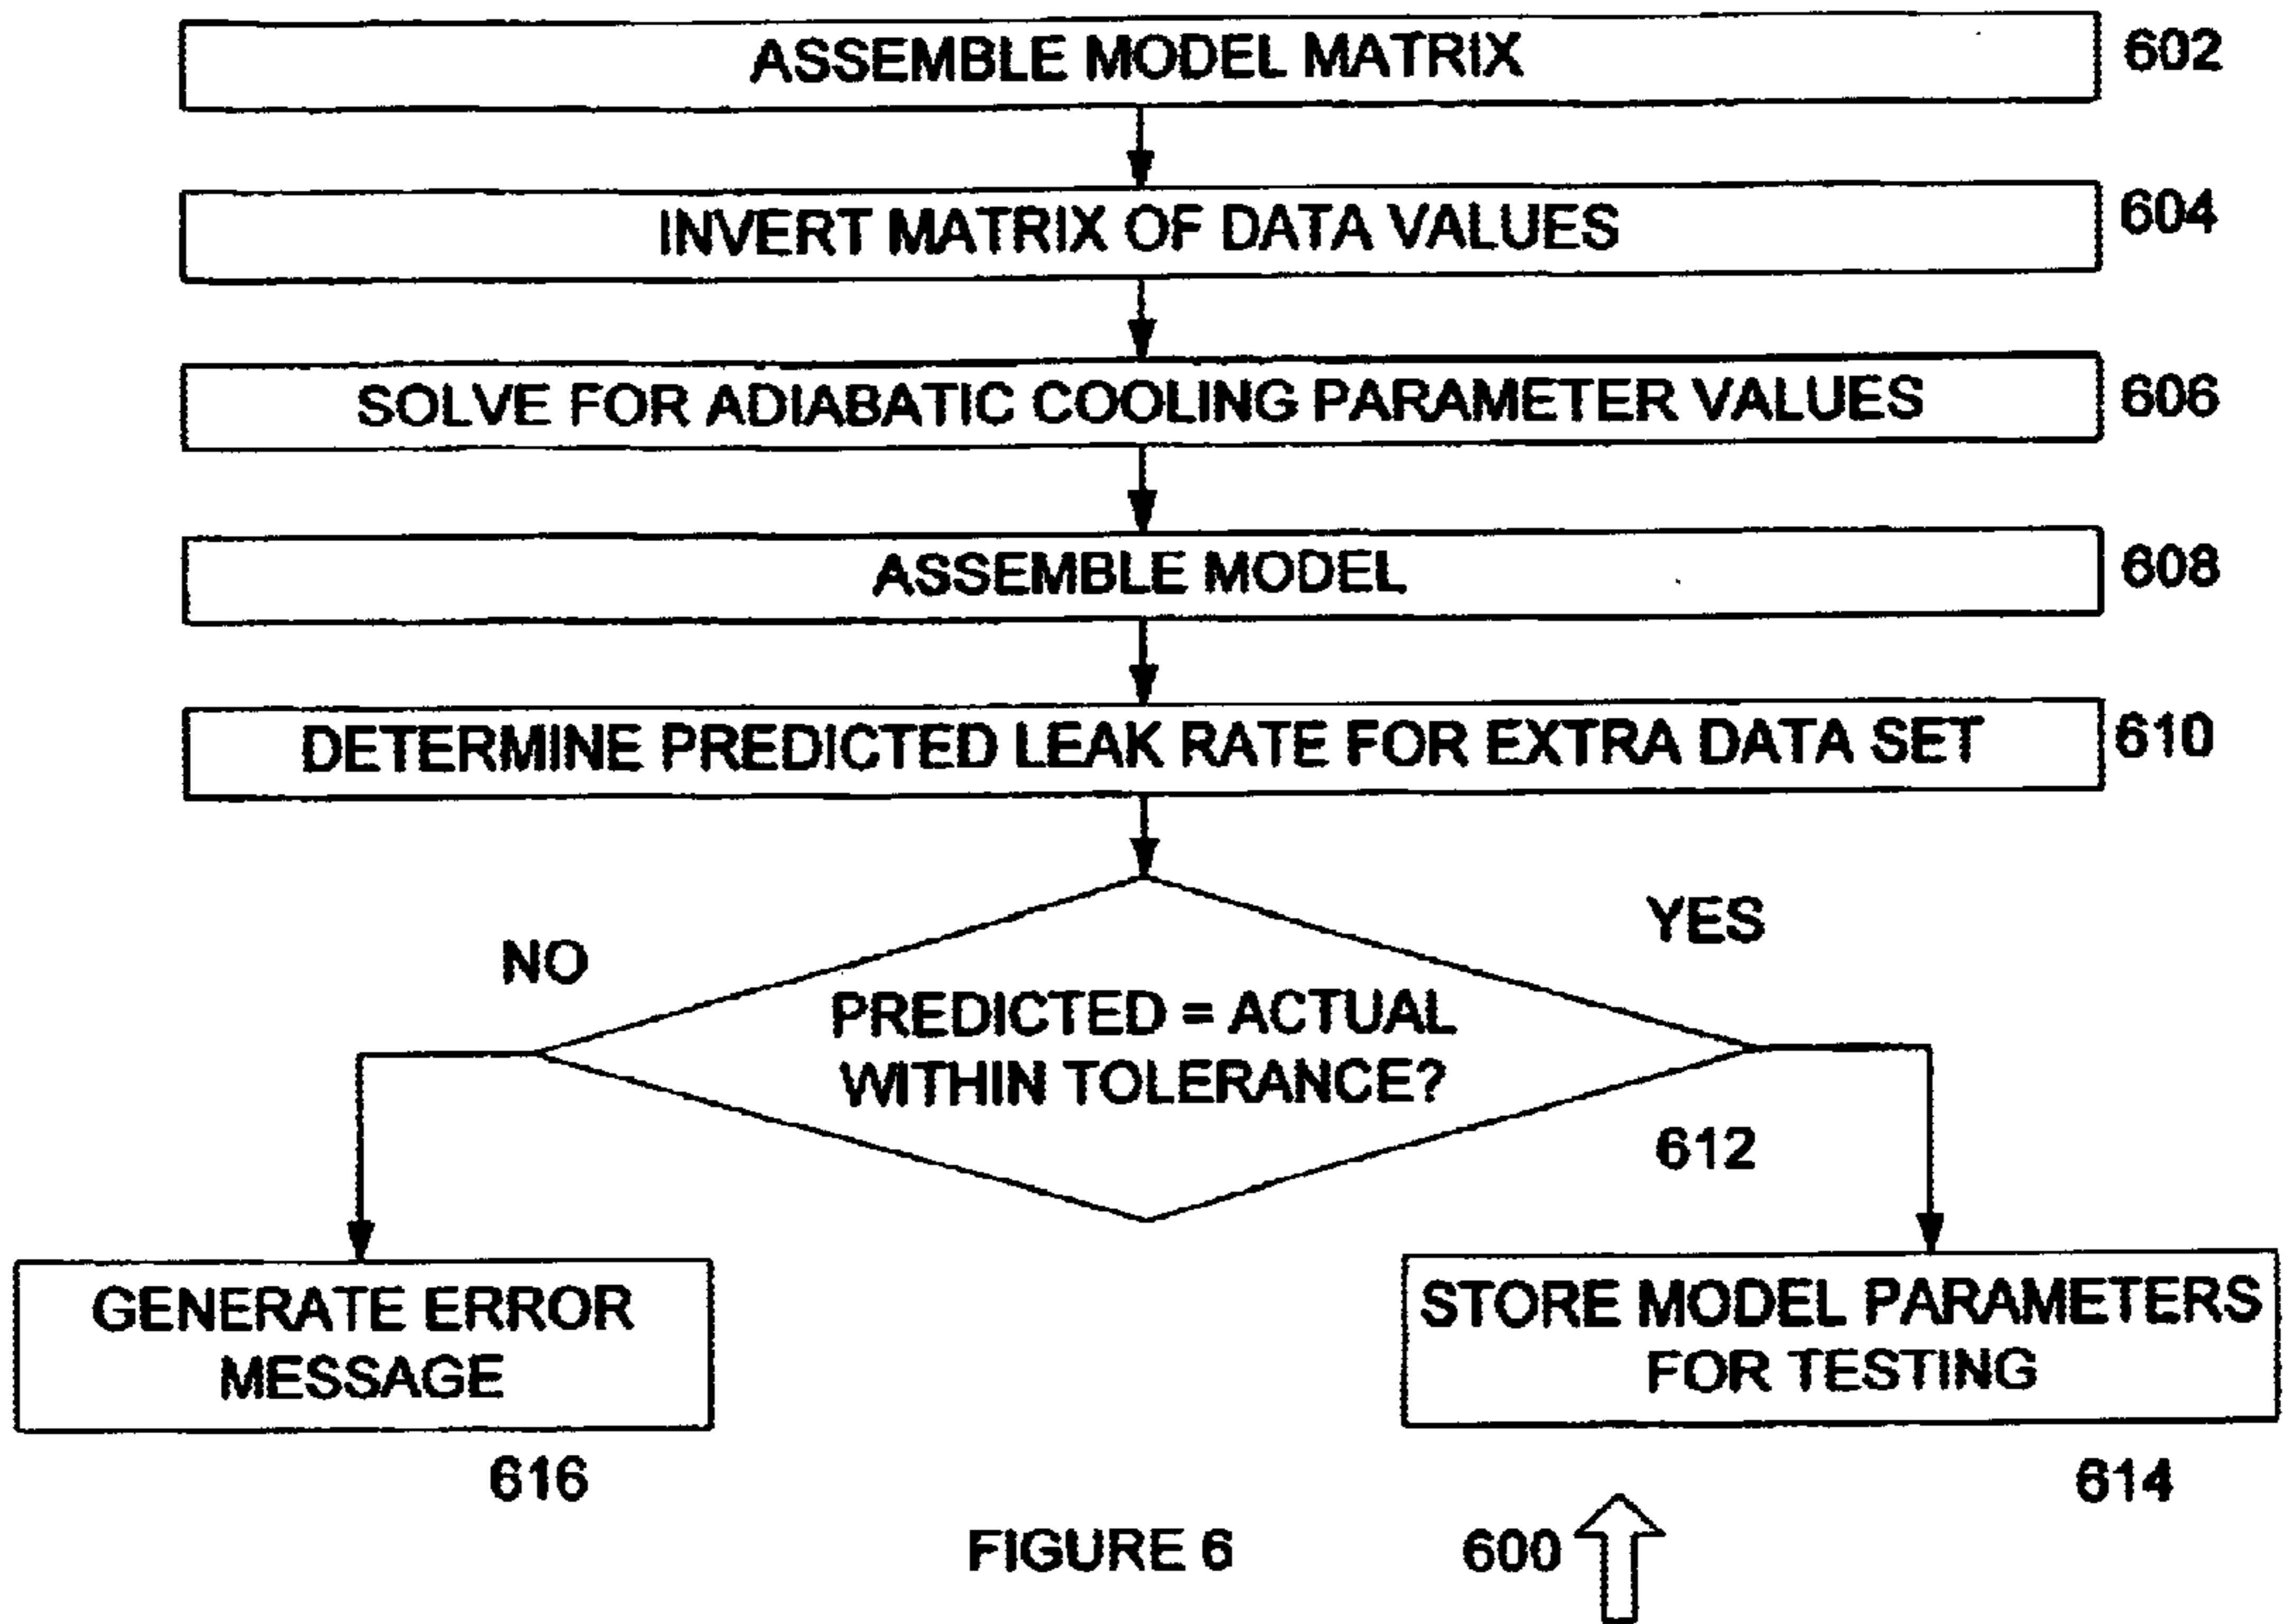 ASSEMBLE MODEL MATRIX 602
INVERT MATRIX OF DATA VALUES 604
SOLVE FOR ADIABATIC COOLING PARAMETER VALUES 606
ASSEMBLE MODEL 608
DETERMINE PREDICTED LEAK RATE FOR EXTRA DATA SET 610
NO
YES
PREDICTED = ACTUAL
WITHIN TOLERANCE?
612
GENERATE ERROR
MESSAGE
616
STORE MODEL PARAMETERS
FOR TESTING
614
FIGURE 6
600